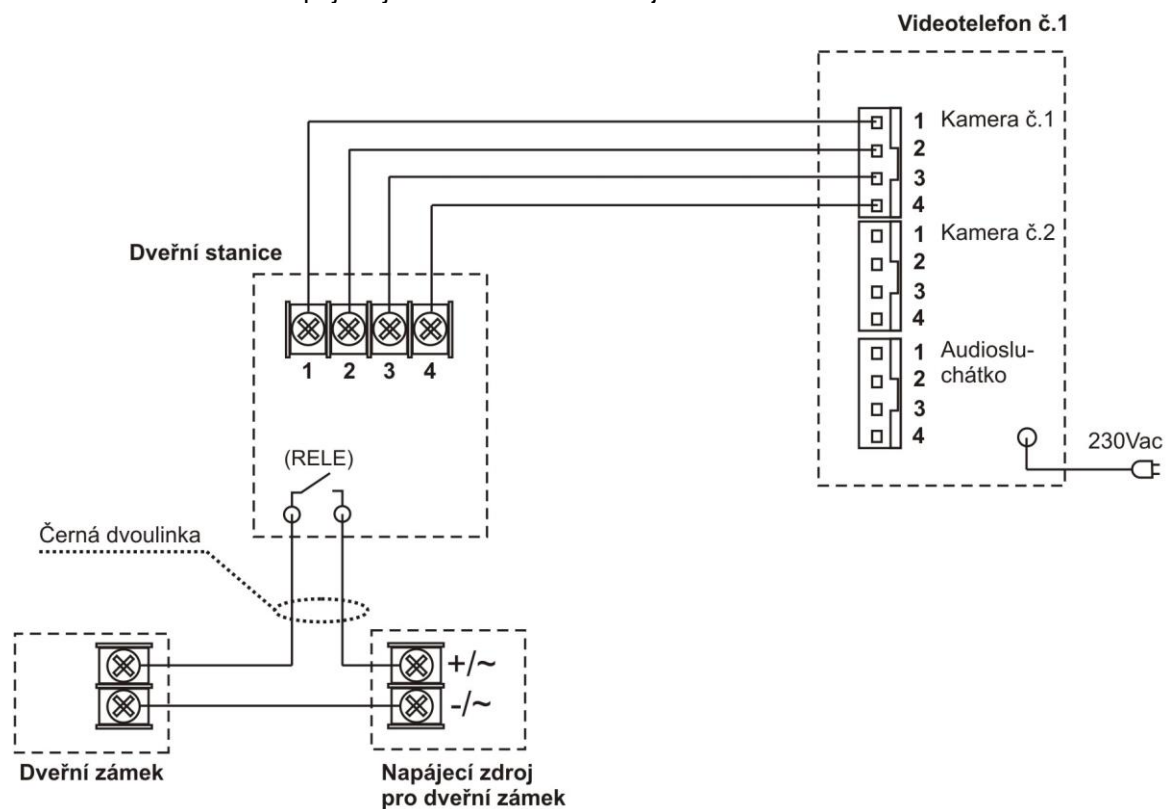 Videotelefon č.1
1 Kamera č.1
2
3
4
1 Kamera č.2
2
3
4
1 Audioslu-
2 chátko
3
4
230Vac
Dveřní stanice
1 2 3 4
(RELE)
Černá dvoulinka
+/~
-/~
Dveřní zámek
Napájecí zdroj
pro dveřní zámek